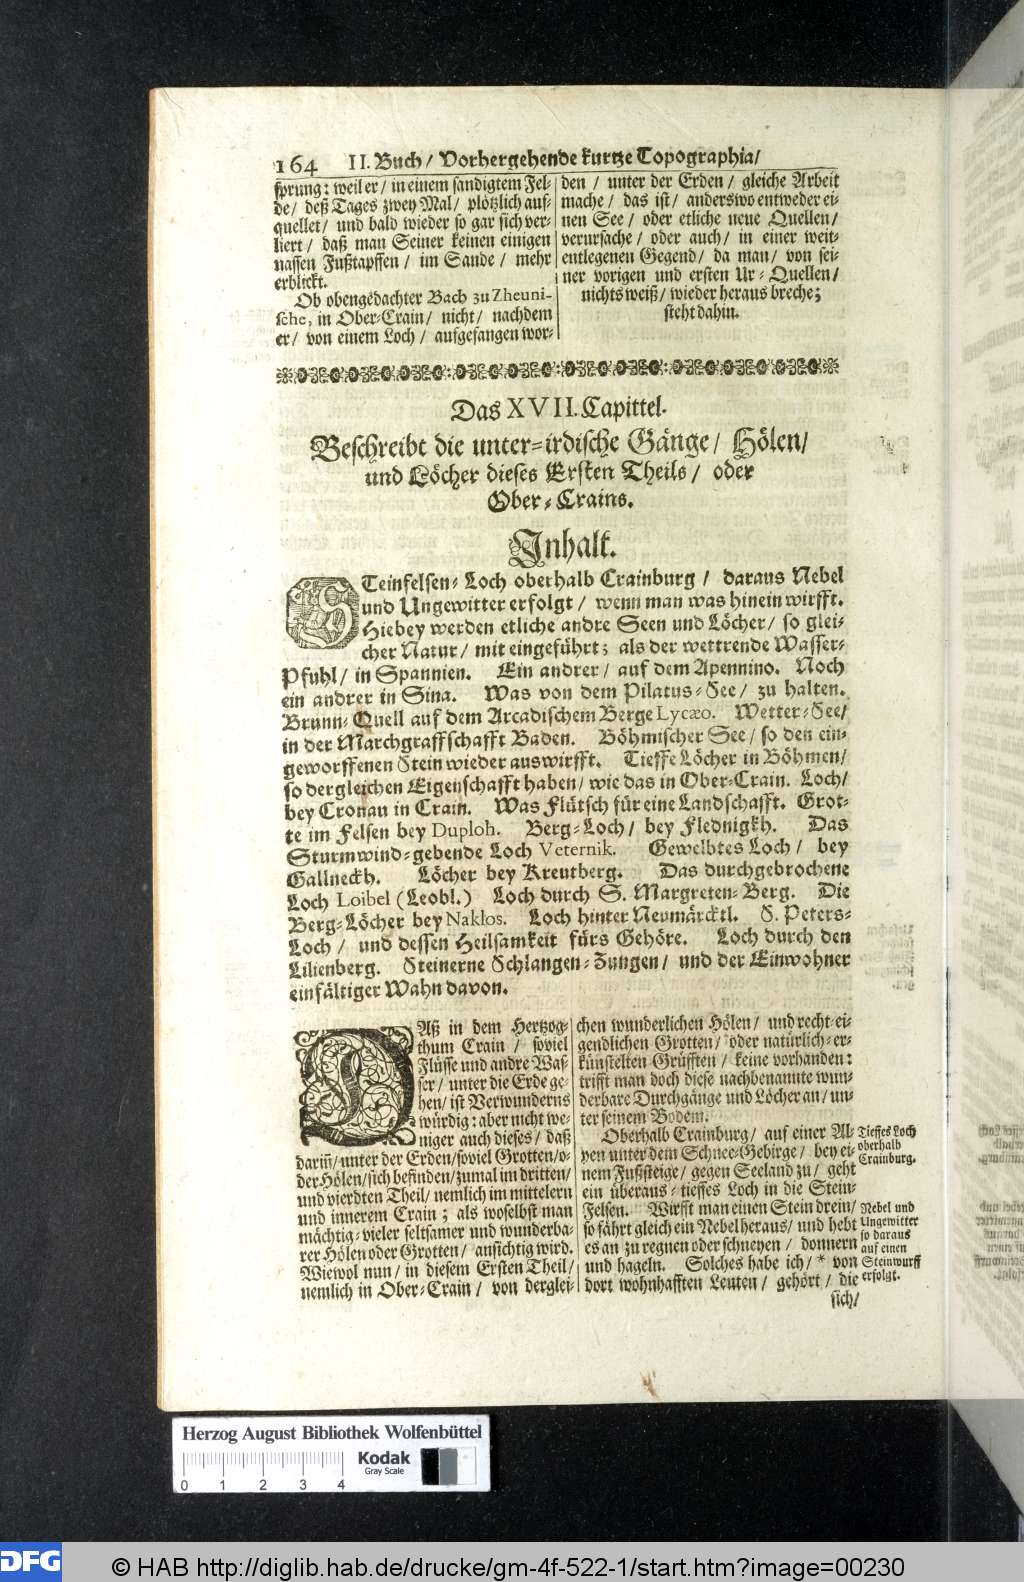 164 II. Buch / Vorhergehende kurtze Topographia /
sprung: weil er / in einem sandigtem Fel-
de / deß Tages zwey Mal / plötzlich auf-
quellet / und bald wieder so gar sich ver-
liert / daß man Seiner keinen einigen
nassen Fußtapffen / im Sande / mehr
erblickt.
Ob obengedachter Bach zu Zheuni-
sche, in Ober-Crain / nicht / nachdem
er / von einem Loch / aufgefangen wor-
den / unter der Erden / gleiche Arbeit
mache / das ist / anderswo entweder ei-
nen See / oder etliche neue Quellen /
verursache / oder auch / in einer weit-
entlegenen Gegend / da man / von sei-
ner vorigen und ersten Ur-Quellen /
nichts weiß / wieder heraus breche;
steht dahin.
Das XVII. Capittel.
Beschreibt die unter-irdische Gänge / Hölen /
und Löcher dieses Ersten Theils / oder
Ober-Crains.
Inhalt.
STeinfelsen-Loch oberhalb Crainburg / daraus Nebel
und Ungewitter erfolgt / wenn man was hinein wirfft.
Hiebey werden etliche andre Seen und Löcher / so glei-
cher Natur / mit eingeführt; als der wettrende Wasser-
Pfuhl / in Spannien. Ein andrer / auf dem Apennino. Noch
ein andrer in Sina. Was von dem Pilatus-See / zu halten.
Brunn-Quell auf dem Arcadischem Berge Lycæo. Wetter-See /
in der Marchgraffschafft Baden. Böhmischer See / so den ein-
geworffenen Stein wieder auswirfft. Tieffe Löcher in Böhmen /
so dergleichen Eigenschafft haben / wie das in Ober-Crain. Loch /
bey Cronau in Crain. Was Flütsch für eine Landschafft. Grot-
te im Felsen bey Duploh. Berg-Loch / bey Flednigkh. Das
Sturmwind-gebende Loch Veternik. Gewelbtes Loch / bey
Gallneckh. Löcher bey Kreutberg. Das durchgebrochene
Loch Loibel (Leobl.) Loch durch S. Margreten-Berg. Die
Berg-Löcher bey Naklos. Loch hinter Neumärcktl. S. Peters-
Loch / und dessen Heilsamkeit fürs Gehöre. Loch durch den
Lilienberg. Steinerne Schlangen-Zungen / und der Einwohner
einfältiger Wahn davon.
DAß in dem Hertzog-
thum Crain / soviel
Flüsse und andre Was-
ser / unter die Erde ge-
hen / ist Verwunderns
würdig: aber nicht we-
niger auch dieses / daß
dariñ / unter der Erden / soviel Grotten / o-
der Hölen / sich befinden / zumal im dritten /
und vierdten Theil / nemlich im mittelern
und innerem Crain; als woselbst man
mächtig-vieler seltsamer und wunderba-
rer Hölen oder Grotten / ansichtig wird.
Wiewol nun / in diesem Ersten Theil /
nemlich in Ober-Crain / von derglei-
chen wunderlichen Hölen / und recht-ei-
gendlichen Grotten / oder natürlich-er-
künstelten Grüfften / keine vorhanden:
trifft man doch diese nachbenannte wun-
derbare Durchgänge und Löcher an / un-
ter seinem Bodem.
Oberhalb Crainburg / auf einer Al-
pen unter dem Schnee-Gebirge / bey ei-
nem Fußsteige / gegen Seeland zu / geht
ein überaus-tieffes Loch in die Stein-
Felsen. Wirfft man einen Stein drein /
so fährt gleich ein Nebel heraus / und hebt
es an zu regnen oder schneyen / donnern
und hageln. Solches habe ich / * von
dort wohnhafften Leuten / gehört / die
sich /
Tieffes Loch
oberhalb
Crainburg.
Nebel und
Ungewitter
so daraus
auf einen
Steinwurff
erfolgt.
Herzog August Bibliothek Wolfenbüttel
0 1 2 3 4
Kodak
Gray Scale
DFG
© HAB http://diglib.hab.de/drucke/gm-4f-522-1/start.htm?image=00230